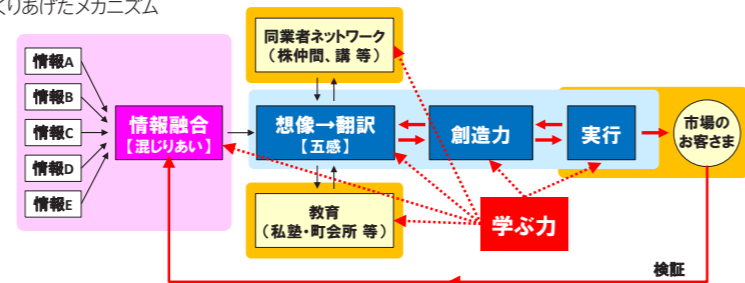 くりあげたメカニズム
同業者ネットワーク
（株仲間、講 等）
情報A
情報B
情報C
情報D
情報E
情報融合
【混じりあい】
想像→翻訳
【五感】
創造力
実行
市場の
お客さま
教育
（私塾・町会所 等）
学ぶ力
検証